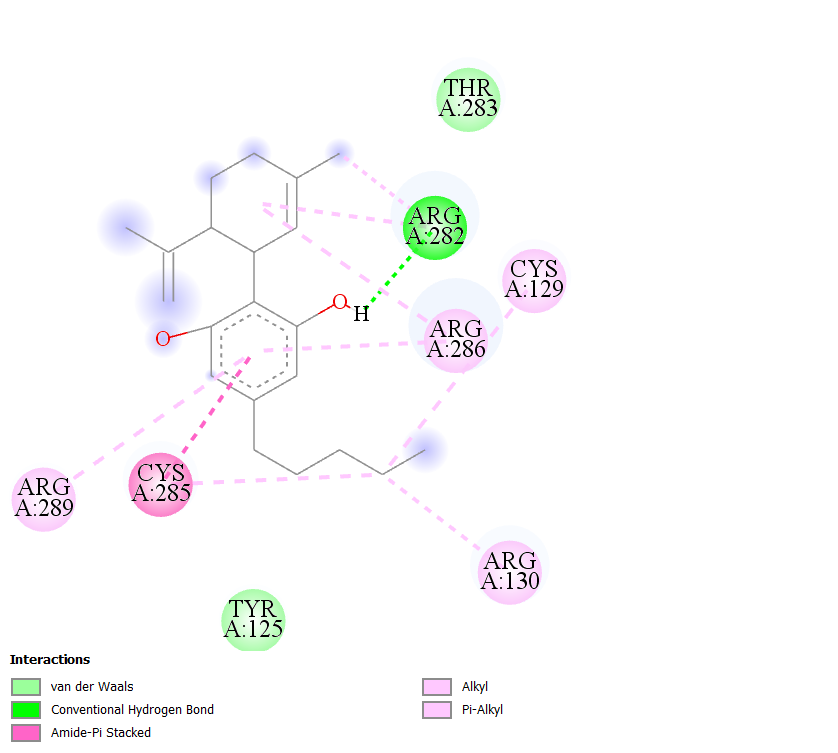 THR
A:283
ARG
A:282
CYS
A:129
O
H
ARG
A:286
O
CYS
A:285
ARG
A:289
ARG
A:130
TYR
A:125
Interactions
van der Waals
Conventional Hydrogen Bond
Amide-Pi Stacked
Alkyl
Pi-Alkyl